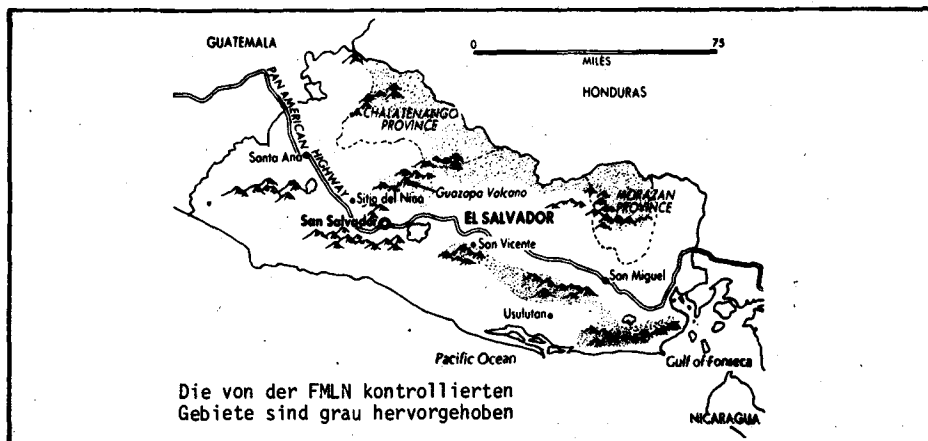 GUATEMALA
0 75
MILES
HONDURAS
PAN AMERICAN HIGHWAY
CHALATENANGO
PROVINCE
Santa Ana
Sitio del Nino
Guazapa Volcano
MORAZAN
PROVINCE
San Salvador
EL SALVADOR
San Vicente
San Miguel
Usulutan
Pacific Ocean
Gulf of Fonseca
NICARAGUA
Die von der FMLN kontrollierten
Gebiete sind grau hervorgehoben